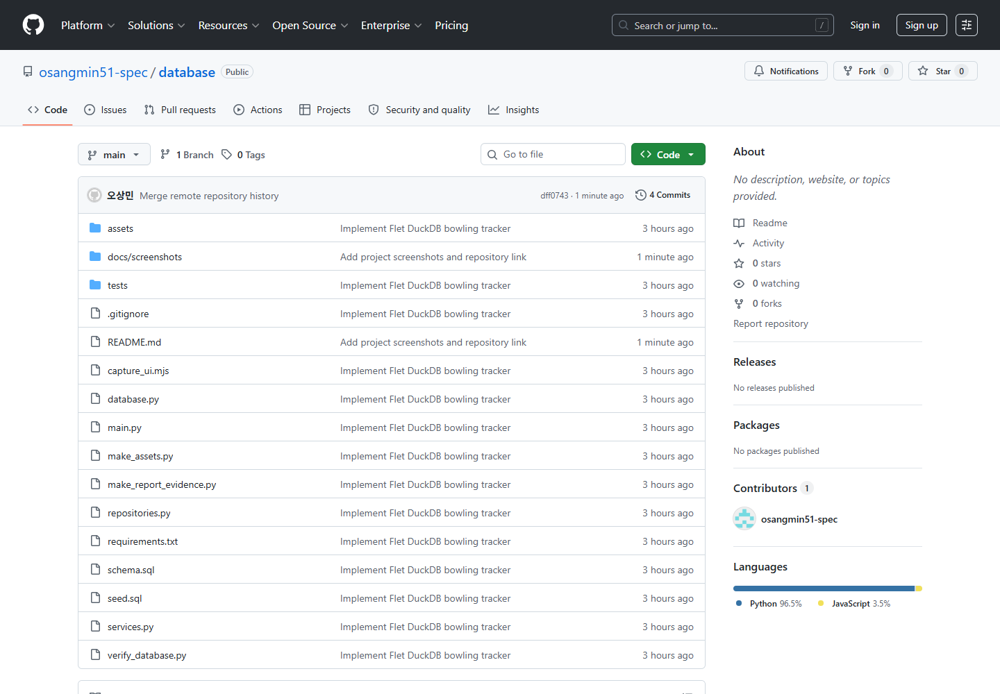 Platform Solutions Resources Open Source Enterprise Pricing Search or jump to... / Sign in Sign up
osangmin51-spec / database Public Notifications Fork 0 Star 0
Code Issues Pull requests Actions Projects Security and quality Insights
main 1 Branch 0 Tags Go to file Code
오상민 Merge remote repository history dff0743 · 1 minute ago 4 Commits
assets Implement Flet DuckDB bowling tracker 3 hours ago
docs/screenshots Add project screenshots and repository link 1 minute ago
tests Implement Flet DuckDB bowling tracker 3 hours ago
.gitignore Implement Flet DuckDB bowling tracker 3 hours ago
README.md Add project screenshots and repository link 1 minute ago
capture_ui.mjs Implement Flet DuckDB bowling tracker 3 hours ago
database.py Implement Flet DuckDB bowling tracker 3 hours ago
main.py Implement Flet DuckDB bowling tracker 3 hours ago
make_assets.py Implement Flet DuckDB bowling tracker 3 hours ago
make_report_evidence.py Implement Flet DuckDB bowling tracker 3 hours ago
repositories.py Implement Flet DuckDB bowling tracker 3 hours ago
requirements.txt Implement Flet DuckDB bowling tracker 3 hours ago
schema.sql Implement Flet DuckDB bowling tracker 3 hours ago
seed.sql Implement Flet DuckDB bowling tracker 3 hours ago
services.py Implement Flet DuckDB bowling tracker 3 hours ago
verify_database.py Implement Flet DuckDB bowling tracker 3 hours ago
About
No description, website, or topics
provided.
Readme
Activity
0 stars
0 watching
0 forks
Report repository
Releases
No releases published
Packages
No packages published
Contributors 1
osangmin51-spec
Languages
Python 96.5% JavaScript 3.5%